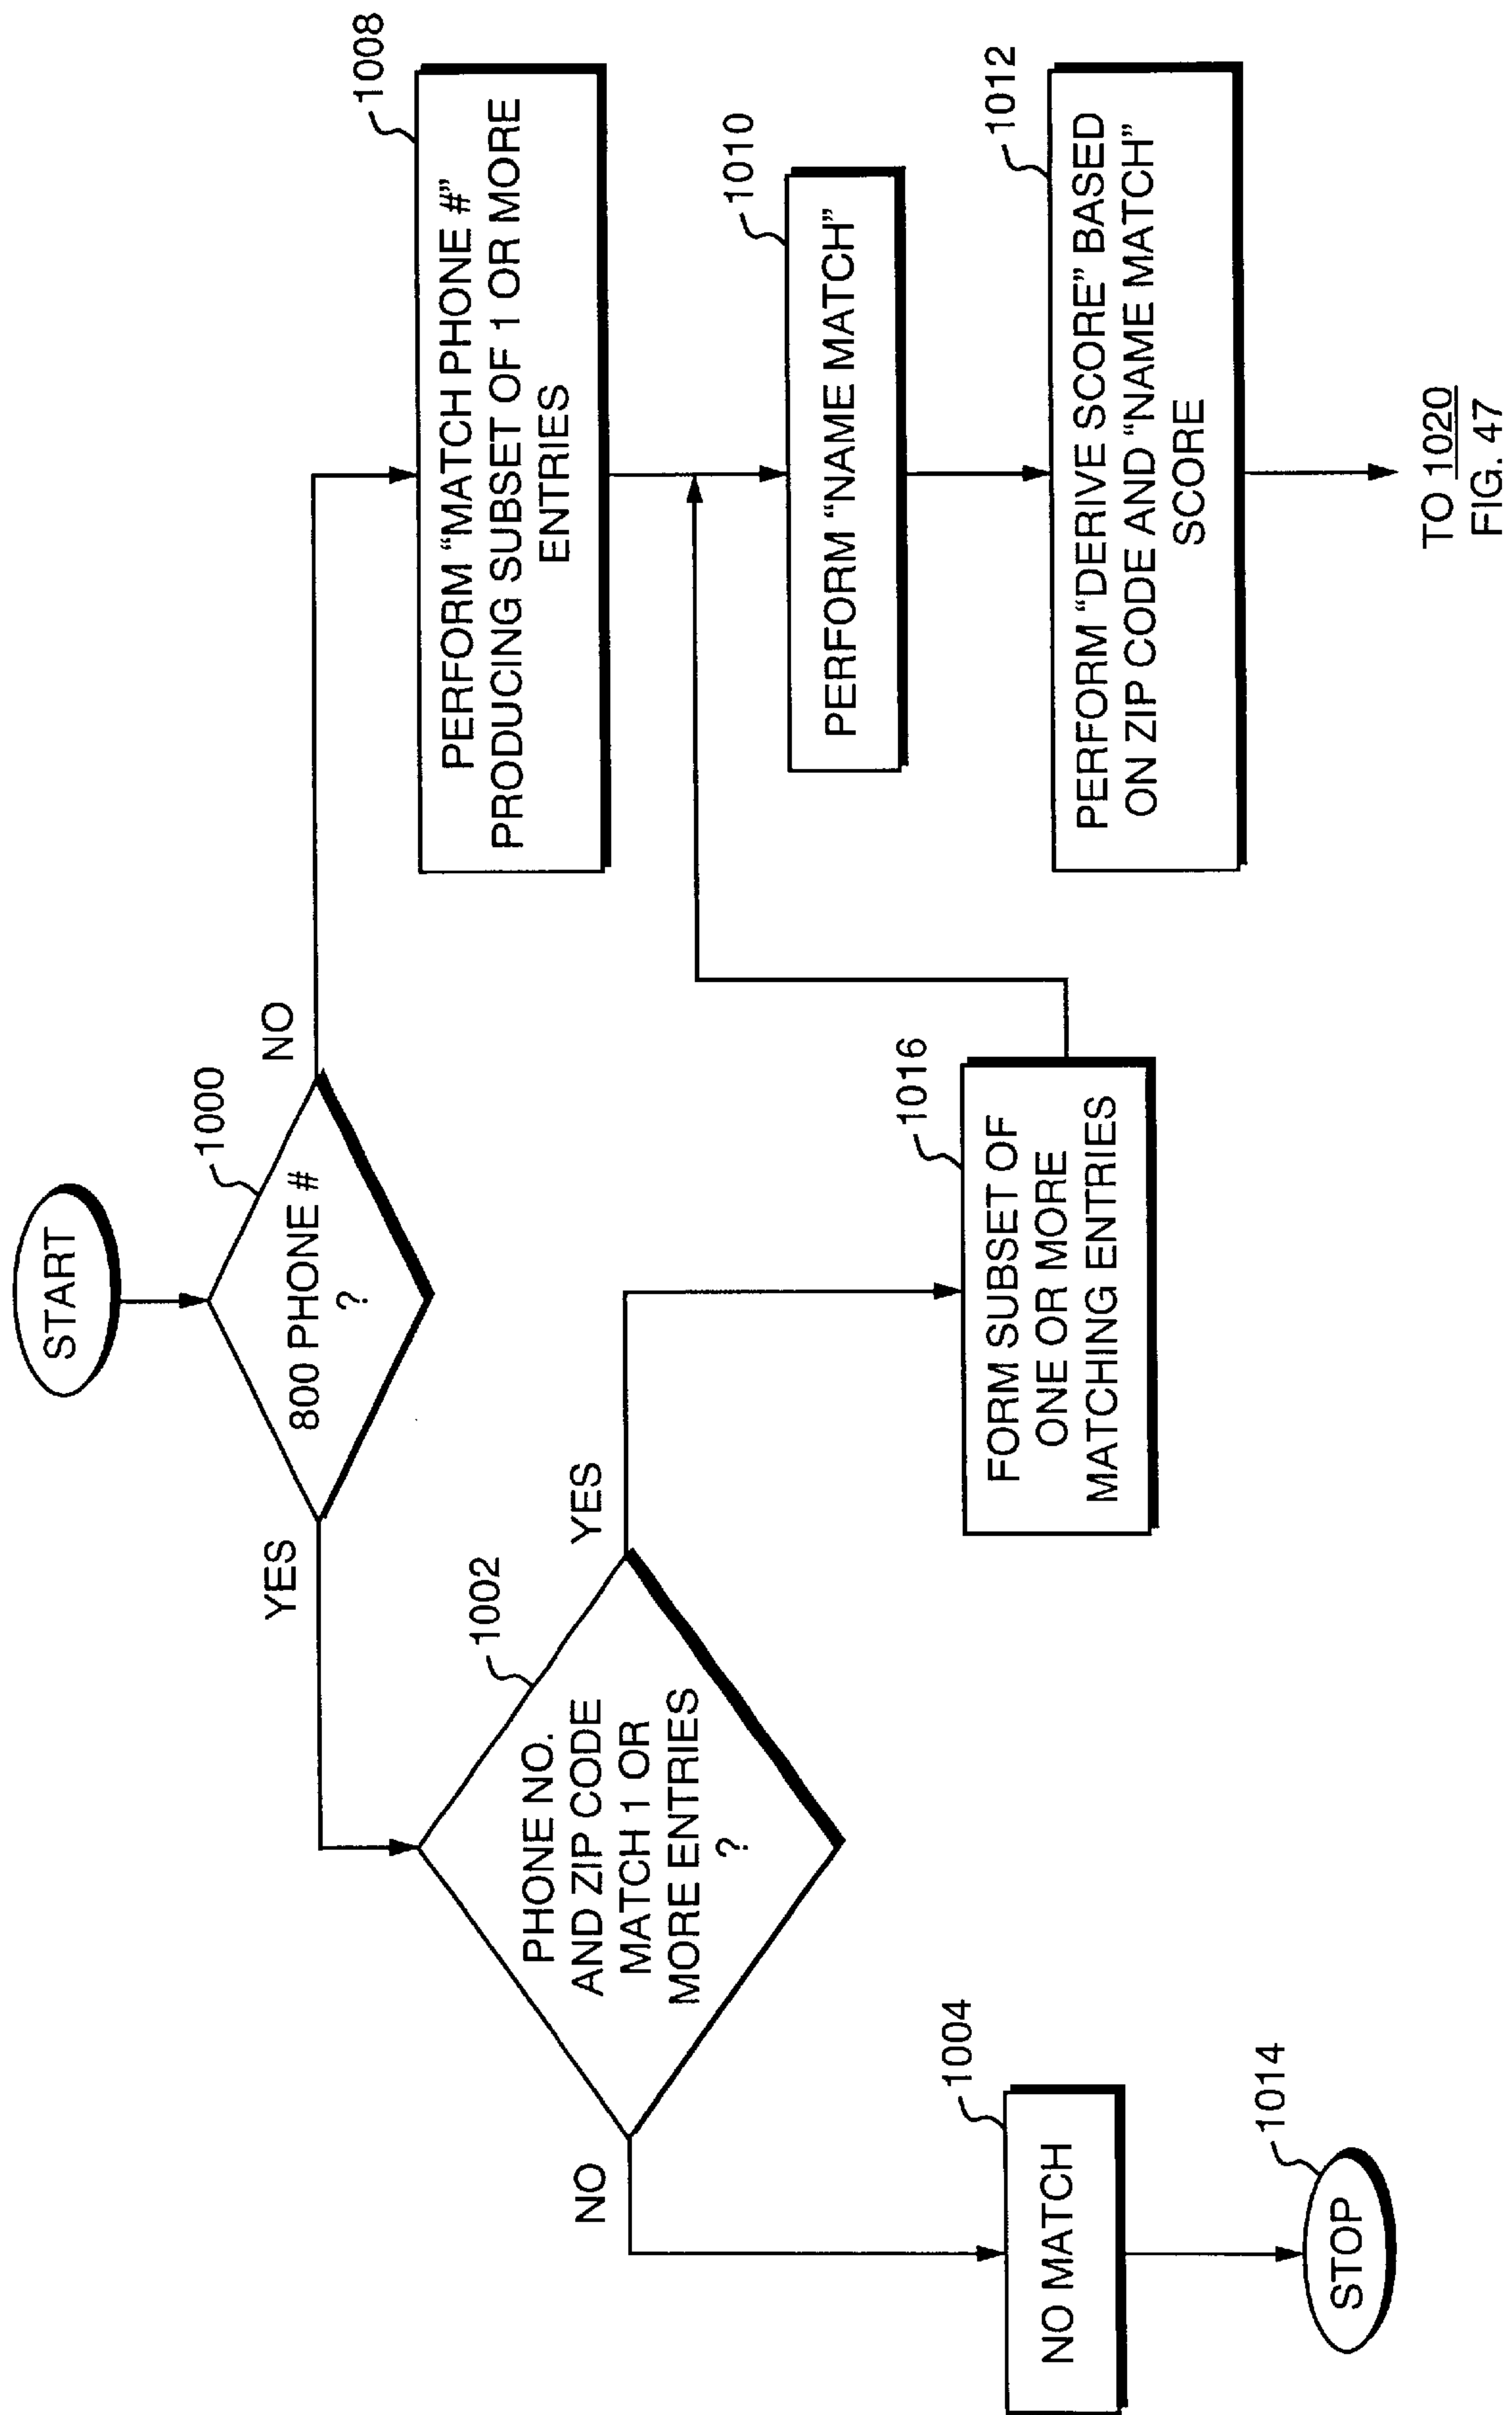 START
1000
800 PHONE #
?
YES
NO
1002
PHONE NO.
AND ZIP CODE
MATCH 1 OR
MORE ENTRIES
?
NO
YES
1004
NO MATCH
1014
STOP
1016
FORM SUBSET OF
ONE OR MORE
MATCHING ENTRIES
1008
PERFORM “MATCH PHONE #”
PRODUCING SUBSET OF 1 OR MORE
ENTRIES
1010
PERFORM “NAME MATCH”
1012
PERFORM “DERIVE SCORE” BASED
ON ZIP CODE AND “NAME MATCH”
SCORE
TO 1020
FIG. 47